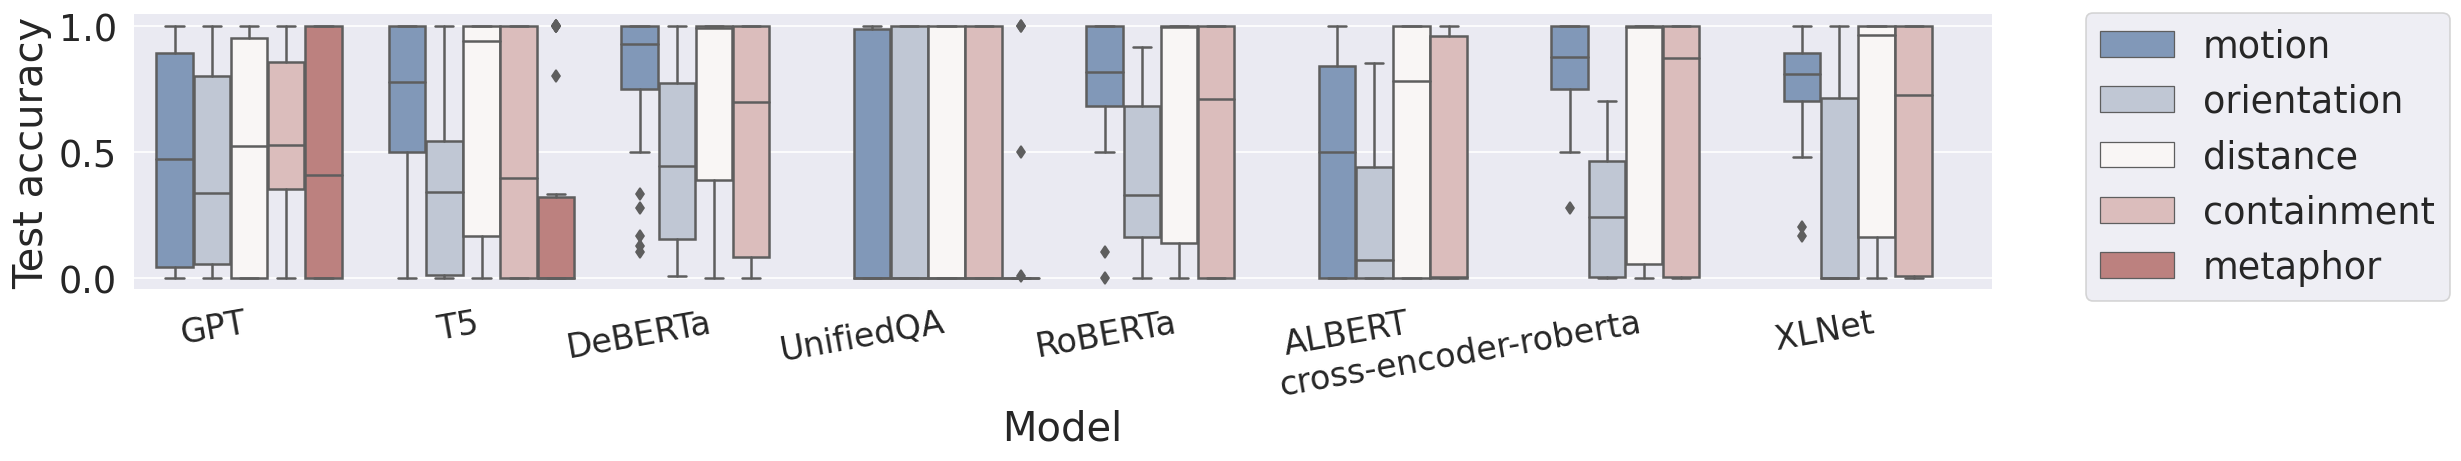 Test accuracy
1.0
0.5
0.0
GPT
T5
DeBERTa
UnifiedQA
RoBERTa
ALBERT
cross-encoder-roberta
XLNet
Model
motion
orientation
distance
containment
metaphor